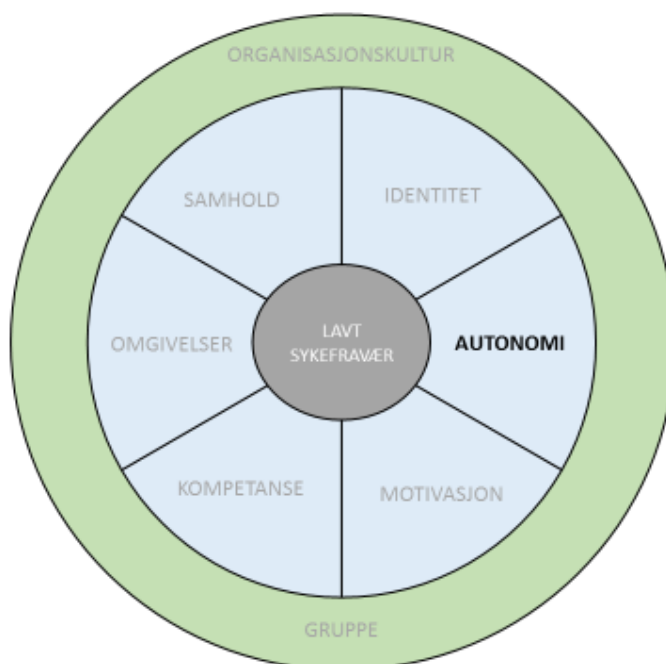 ORGANISASJONSKULTUR
SAMHOLD
IDENTITET
OMGIVELSER
LAVT
SYKEFRAVÆR
AUTONOMI
KOMPETANSE
MOTIVASJON
GRUPPE